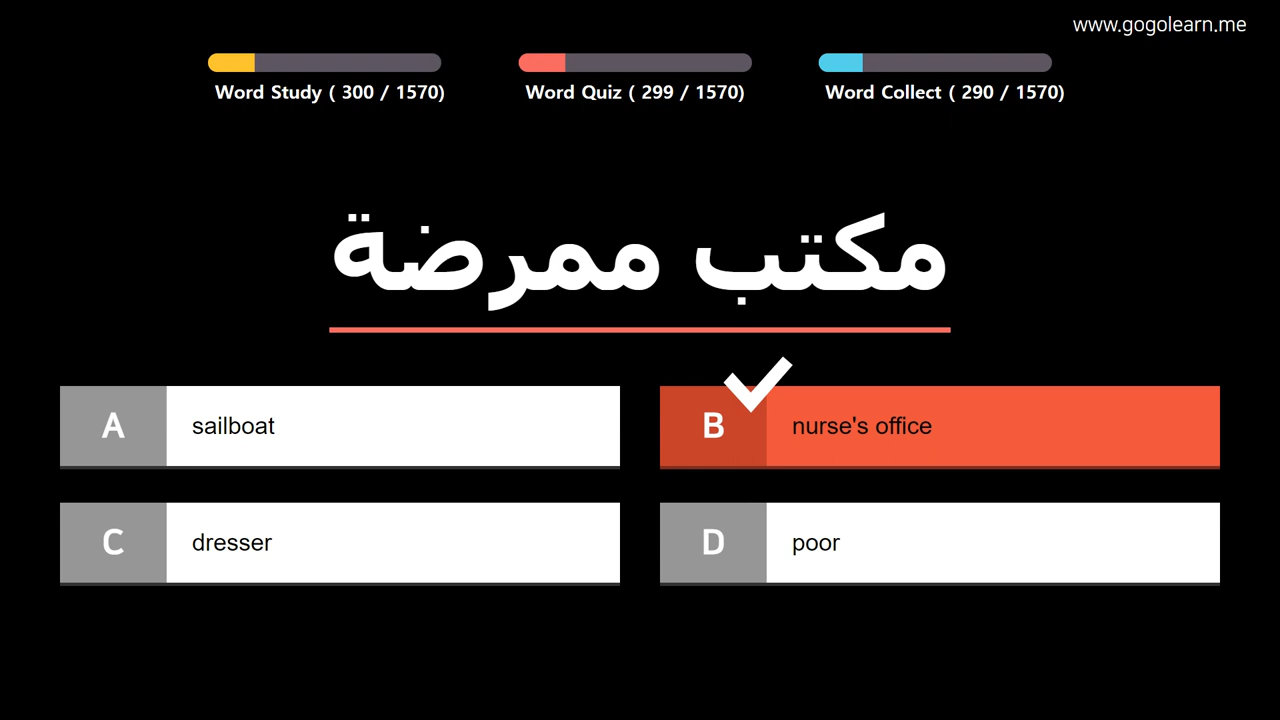 www.gogolearn.me
Word Study ( 300 / 1570)
Word Quiz ( 299 / 1570)
Word Collect ( 290 / 1570)
مكتب ممرضة
A
sailboat
B
nurse's office
C
dresser
D
poor